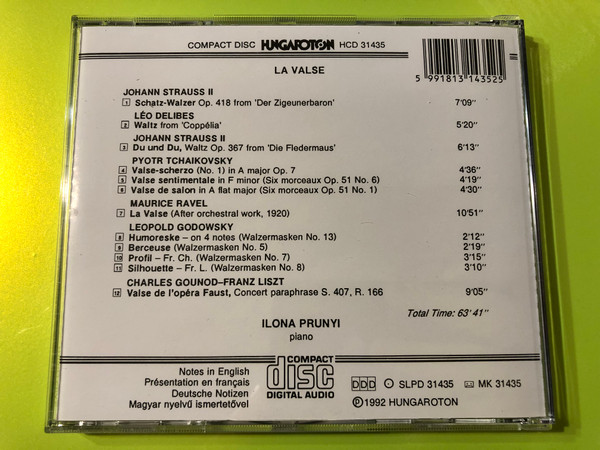 COMPACT DISC HUNGAROTON HCD 31435
5 991813 143525
LA VALSE
JOHANN STRAUSS II
1 Schatz-Walzer Op. 418 from 'Der Zigeunerbaron' 7'09''
LÉO DELIBES
2 Waltz from 'Coppélia' 5'20''
JOHANN STRAUSS II
3 Du und Du, Waltz Op. 367 from 'Die Fledermaus' 6'13''
PYOTR TCHAIKOVSKY
4 Valse-scherzo (No. 1) in A major Op. 7 4'36''
5 Valse sentimentale in F minor (Six morceaux Op. 51 No. 6) 4'19''
6 Valse de salon in A flat major (Six morceaux Op. 51 No. 1) 4'30''
MAURICE RAVEL
7 La Valse (After orchestral work, 1920) 10'51''
LEOPOLD GODOWSKY
8 Humoreske – on 4 notes (Walzermasken No. 13) 2'12''
9 Berceuse (Walzermasken No. 5) 2'19''
10 Profil – Fr. Ch. (Walzermasken No. 7) 3'15''
11 Silhouette – Fr. L. (Walzermasken No. 8) 3'10''
CHARLES GOUNOD–FRANZ LISZT
12 Valse de l'opéra Faust, Concert paraphrase S. 407, R. 166 9'05''
Total Time: 63'41''
ILONA PRUNYI
piano
Notes in English
Présentation en français
Deutsche Notizen
Magyar nyelvű ismertetővel
COMPACT
disc
DIGITAL AUDIO
DDD SLPD 31435 MK 31435
Ⓟ 1992 HUNGAROTON